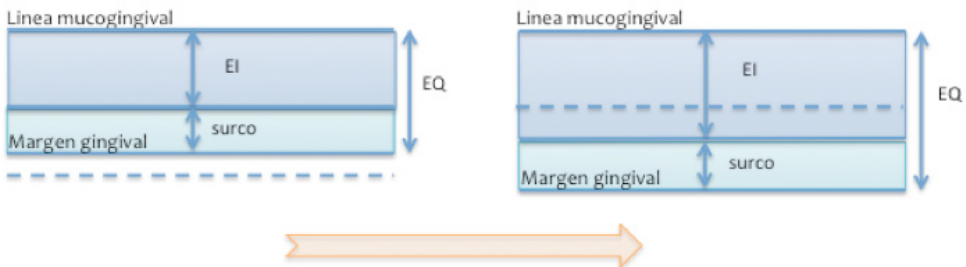 Linea mucogingival
EI
EQ
surco
Margen gingival
Linea mucogingival
EI
EQ
surco
Margen gingival